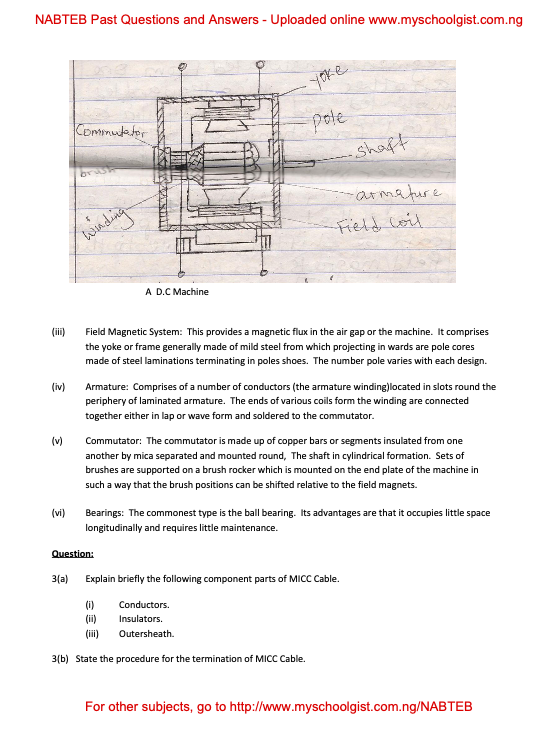 NABTEB Past Questions and Answers - Uploaded online www.myschoolgist.com.ng
yoke
pole
Commutator
shaft
brush
armature
winding
Field Coil
A D.C Machine
(iii) Field Magnetic System: This provides a magnetic flux in the air gap or the machine. It comprises
the yoke or frame generally made of mild steel from which projecting in wards are pole cores
made of steel laminations terminating in poles shoes. The number pole varies with each design.
(iv) Armature: Comprises of a number of conductors (the armature winding)located in slots round the
periphery of laminated armature. The ends of various coils form the winding are connected
together either in lap or wave form and soldered to the commutator.
(v) Commutator: The commutator is made up of copper bars or segments insulated from one
another by mica separated and mounted round, The shaft in cylindrical formation. Sets of
brushes are supported on a brush rocker which is mounted on the end plate of the machine in
such a way that the brush positions can be shifted relative to the field magnets.
(vi) Bearings: The commonest type is the ball bearing. Its advantages are that it occupies little space
longitudinally and requires little maintenance.
Question:
3(a) Explain briefly the following component parts of MICC Cable.
(i) Conductors.
(ii) Insulators.
(iii) Outersheath.
3(b) State the procedure for the termination of MICC Cable.
For other subjects, go to http://www.myschoolgist.com.ng/NABTEB